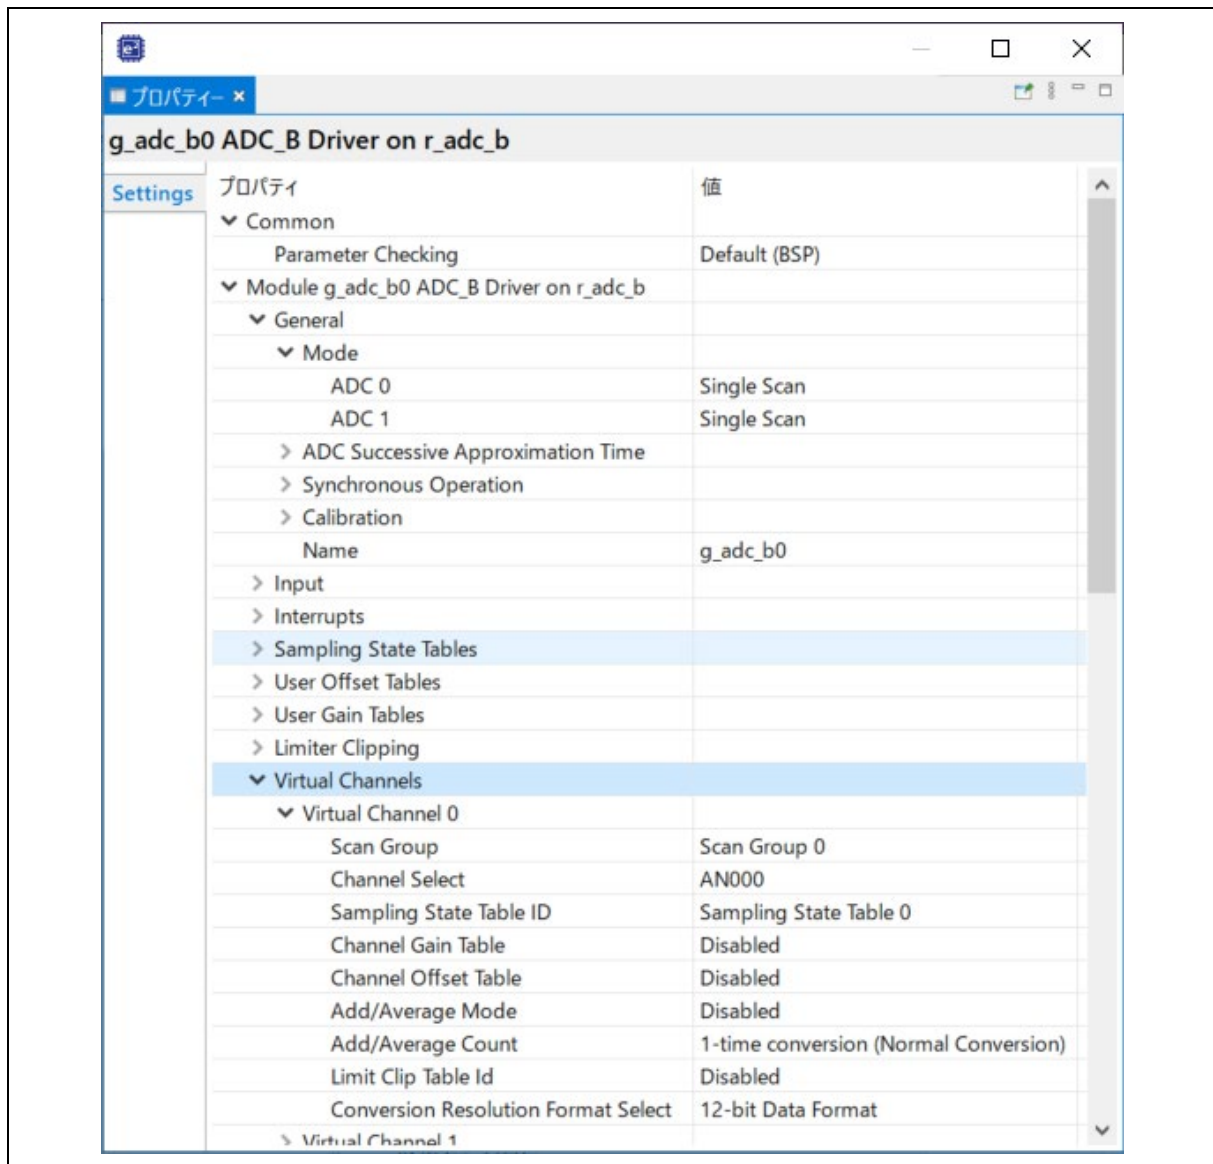 プロパティー
g_adc_b0 ADC_B Driver on r_adc_b
Settings
プロパティ 値
Common
Parameter Checking Default (BSP)
Module g_adc_b0 ADC_B Driver on r_adc_b
General
Mode
ADC 0 Single Scan
ADC 1 Single Scan
ADC Successive Approximation Time
Synchronous Operation
Calibration
Name g_adc_b0
Input
Interrupts
Sampling State Tables
User Offset Tables
User Gain Tables
Limiter Clipping
Virtual Channels
Virtual Channel 0
Scan Group Scan Group 0
Channel Select AN000
Sampling State Table ID Sampling State Table 0
Channel Gain Table Disabled
Channel Offset Table Disabled
Add/Average Mode Disabled
Add/Average Count 1-time conversion (Normal Conversion)
Limit Clip Table Id Disabled
Conversion Resolution Format Select 12-bit Data Format
Virtual Channel 1